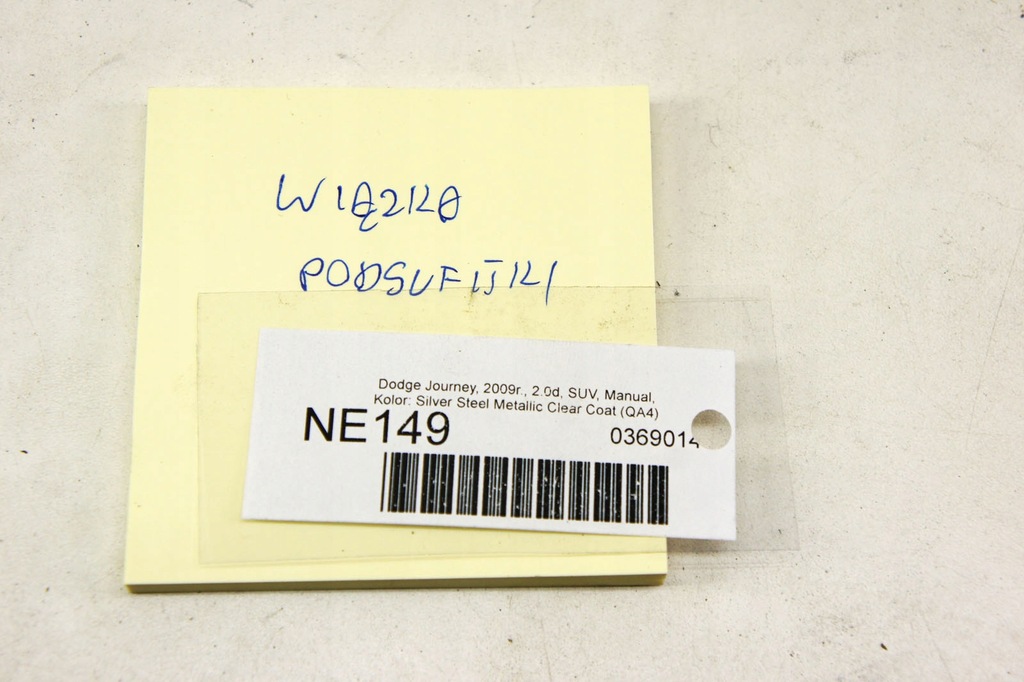 WIĄZKA
PODSUFITKI
Dodge Journey, 2009r., 2.0d, SUV, Manual,
Kolor: Silver Steel Metallic Clear Coat (QA4)
NE149
0369014